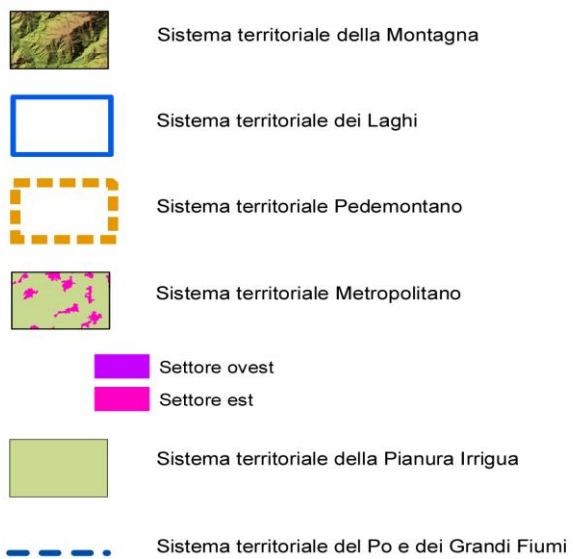 Sistema territoriale della Montagna
Sistema territoriale dei Laghi
Sistema territoriale Pedemontano
Sistema territoriale Metropolitano
Settore ovest
Settore est
Sistema territoriale della Pianura Irrigua
Sistema territoriale del Po e dei Grandi Fiumi